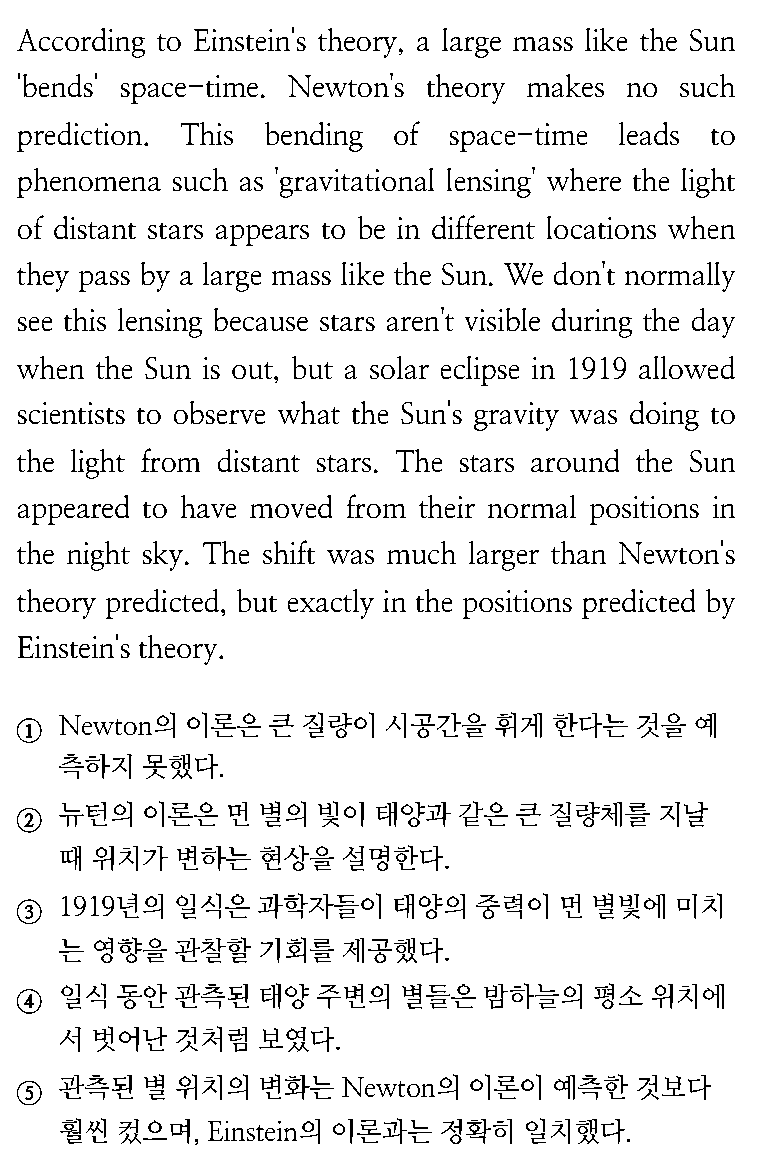 According to Einstein's theory, a large mass like the Sun
'bends' space-time. Newton's theory makes no such
prediction. This bending of space-time leads to
phenomena such as 'gravitational lensing' where the light
of distant stars appears to be in different locations when
they pass by a large mass like the Sun. We don't normally
see this lensing because stars aren't visible during the day
when the Sun is out, but a solar eclipse in 1919 allowed
scientists to observe what the Sun's gravity was doing to
the light from distant stars. The stars around the Sun
appeared to have moved from their normal positions in
the night sky. The shift was much larger than Newton's
theory predicted, but exactly in the positions predicted by
Einstein's theory.
① Newton의 이론은 큰 질량이 시공간을 휘게 한다는 것을 예
측하지 못했다.
② 뉴턴의 이론은 먼 별의 빛이 태양과 같은 큰 질량체를 지날
때 위치가 변하는 현상을 설명한다.
③ 1919년의 일식은 과학자들이 태양의 중력이 먼 별빛에 미치
는 영향을 관찰할 기회를 제공했다.
④ 일식 동안 관측된 태양 주변의 별들은 밤하늘의 평소 위치에
서 벗어난 것처럼 보였다.
⑤ 관측된 별 위치의 변화는 Newton의 이론이 예측한 것보다
훨씬 컸으며, Einstein의 이론과는 정확히 일치했다.